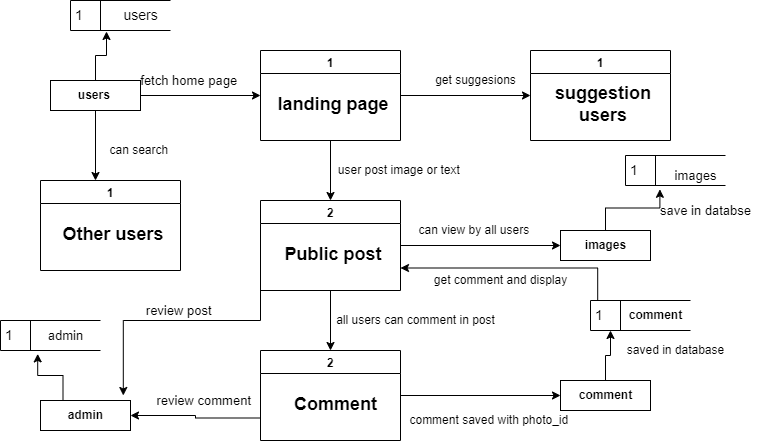 1 users
users
fetch home page
1
landing page
get suggesions
1
suggestion
users
can search
1
Other users
user post image or text
1 images
save in databse
2
Public post
can view by all users
images
get comment and display
review post
all users can comment in post
1 comment
saved in database
1 admin
admin
review comment
2
Comment
comment
comment saved with photo_id